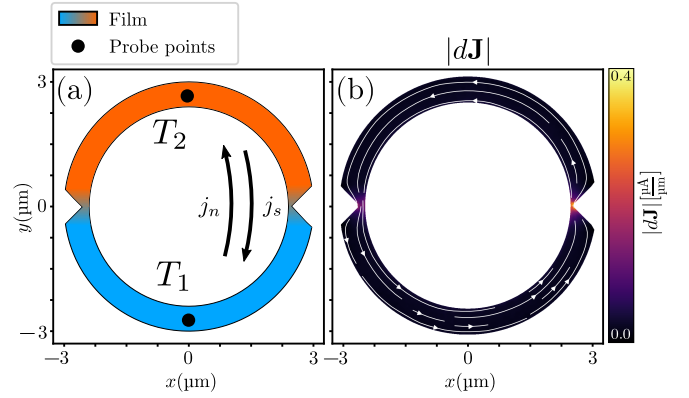 Film
Probe points
|dJ|
(a)
(b)
T₂
jₙ
jₛ
T₁
3
0
−3
y(µm)
−3
0
3
x(µm)
−3
0
3
x(µm)
0.4
0.0
|dJ|[µA/µm]